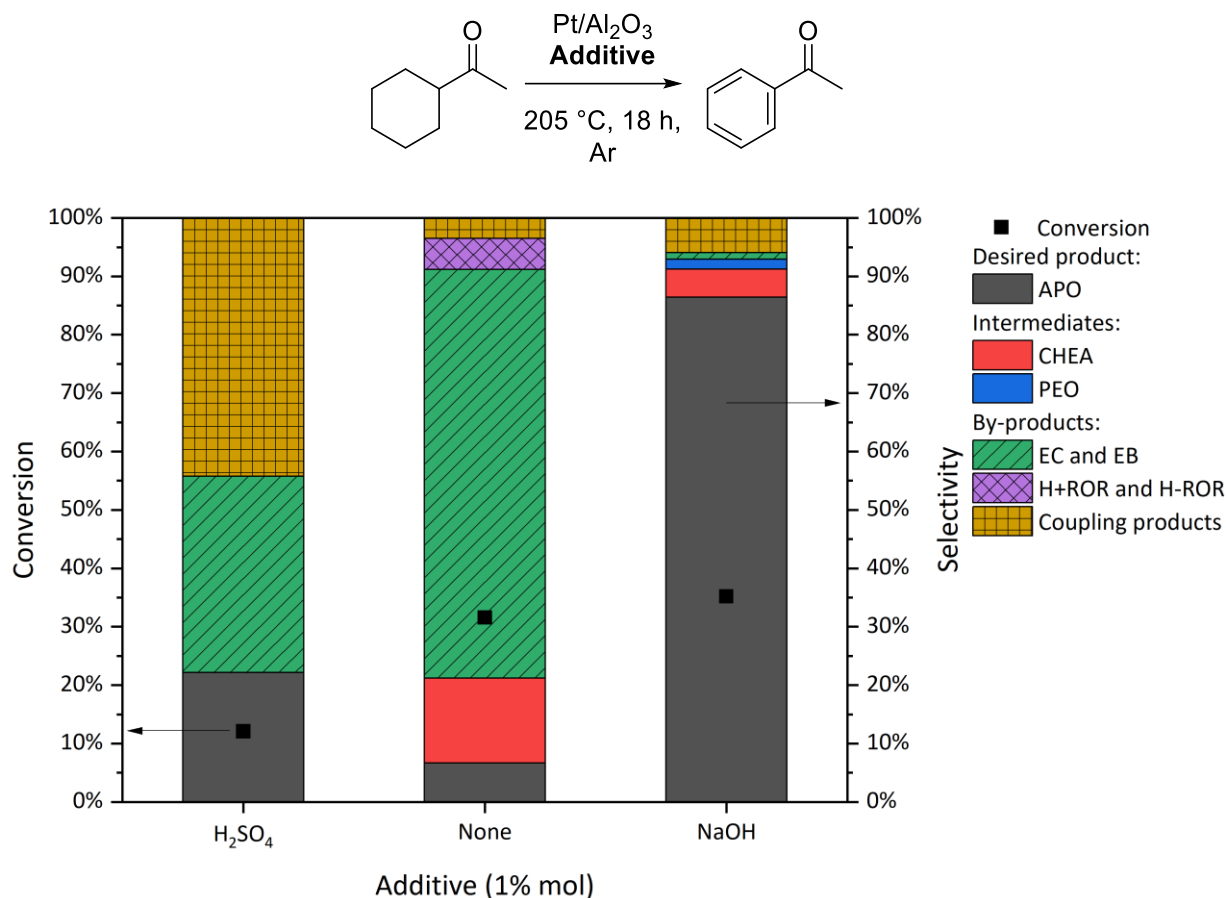 O
O
Pt/Al₂O₃
Additive
205 °C, 18 h,
Ar
100%
90%
80%
70%
60%
50%
40%
30%
20%
10%
0%
Conversion
100%
90%
80%
70%
60%
50%
40%
30%
20%
10%
0%
Selectivity
H₂SO₄
None
NaOH
Additive (1% mol)
Conversion
Desired product:
APO
Intermediates:
CHEA
PEO
By-products:
EC and EB
H+ROR and H-ROR
Coupling products